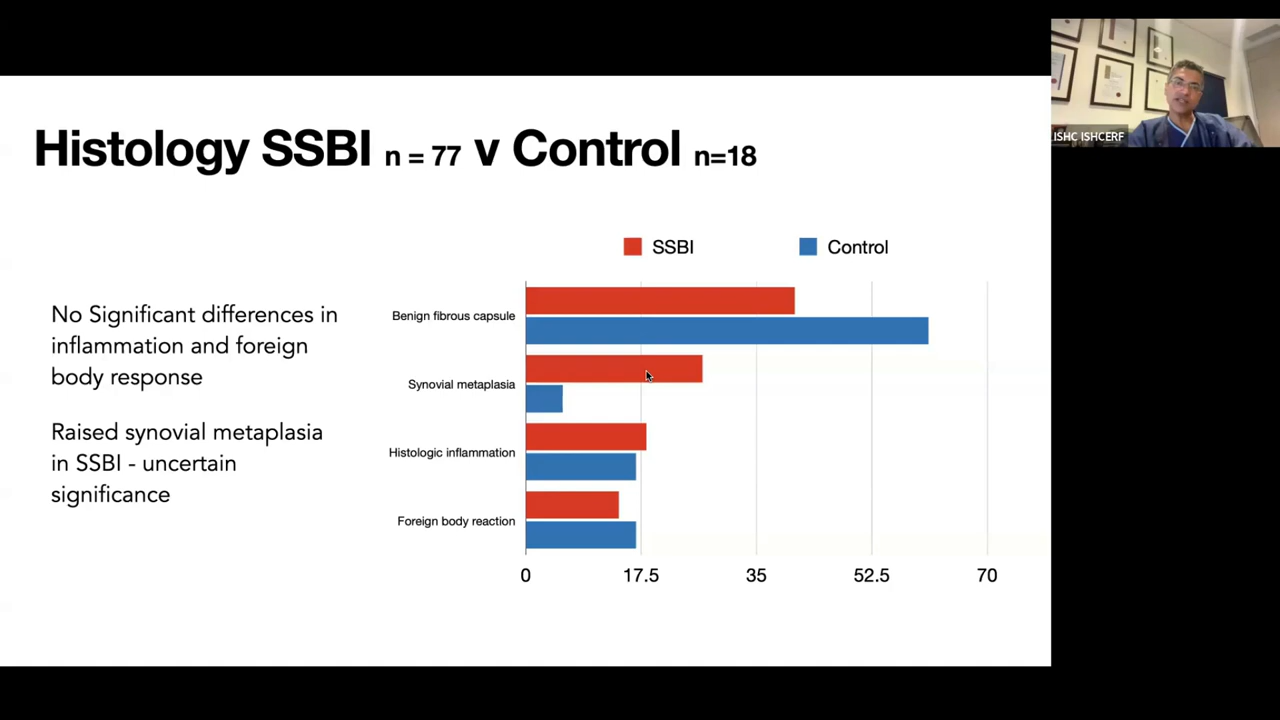 Histology SSBI n = 77 v Control n=18
ISHC ISHCERF
SSBI
Control
No Significant differences in
inflammation and foreign
body response
Raised synovial metaplasia
in SSBI - uncertain
significance
Benign fibrous capsule
Synovial metaplasia
Histologic inflammation
Foreign body reaction
0 17.5 35 52.5 70